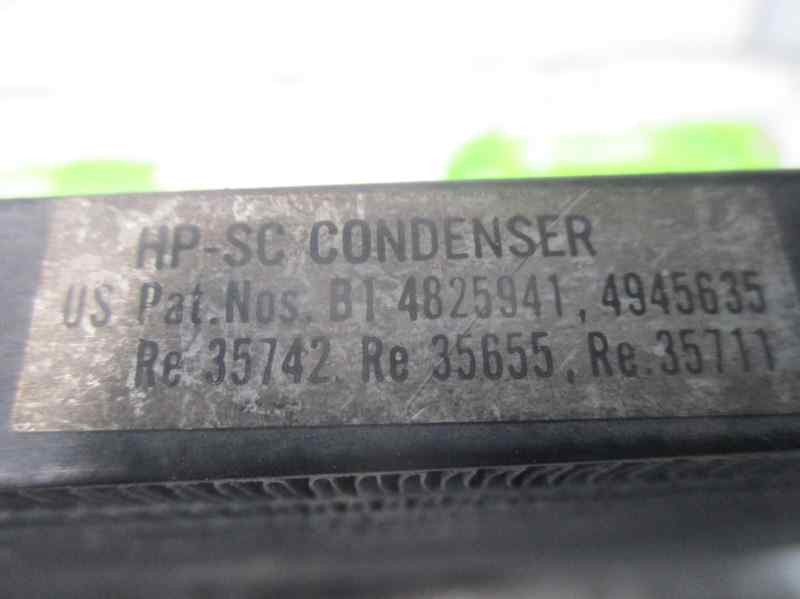 HP-SC CONDENSER
US Pat.Nos. B1 4825941, 4945635
Re 35742. Re 35655, Re.35711